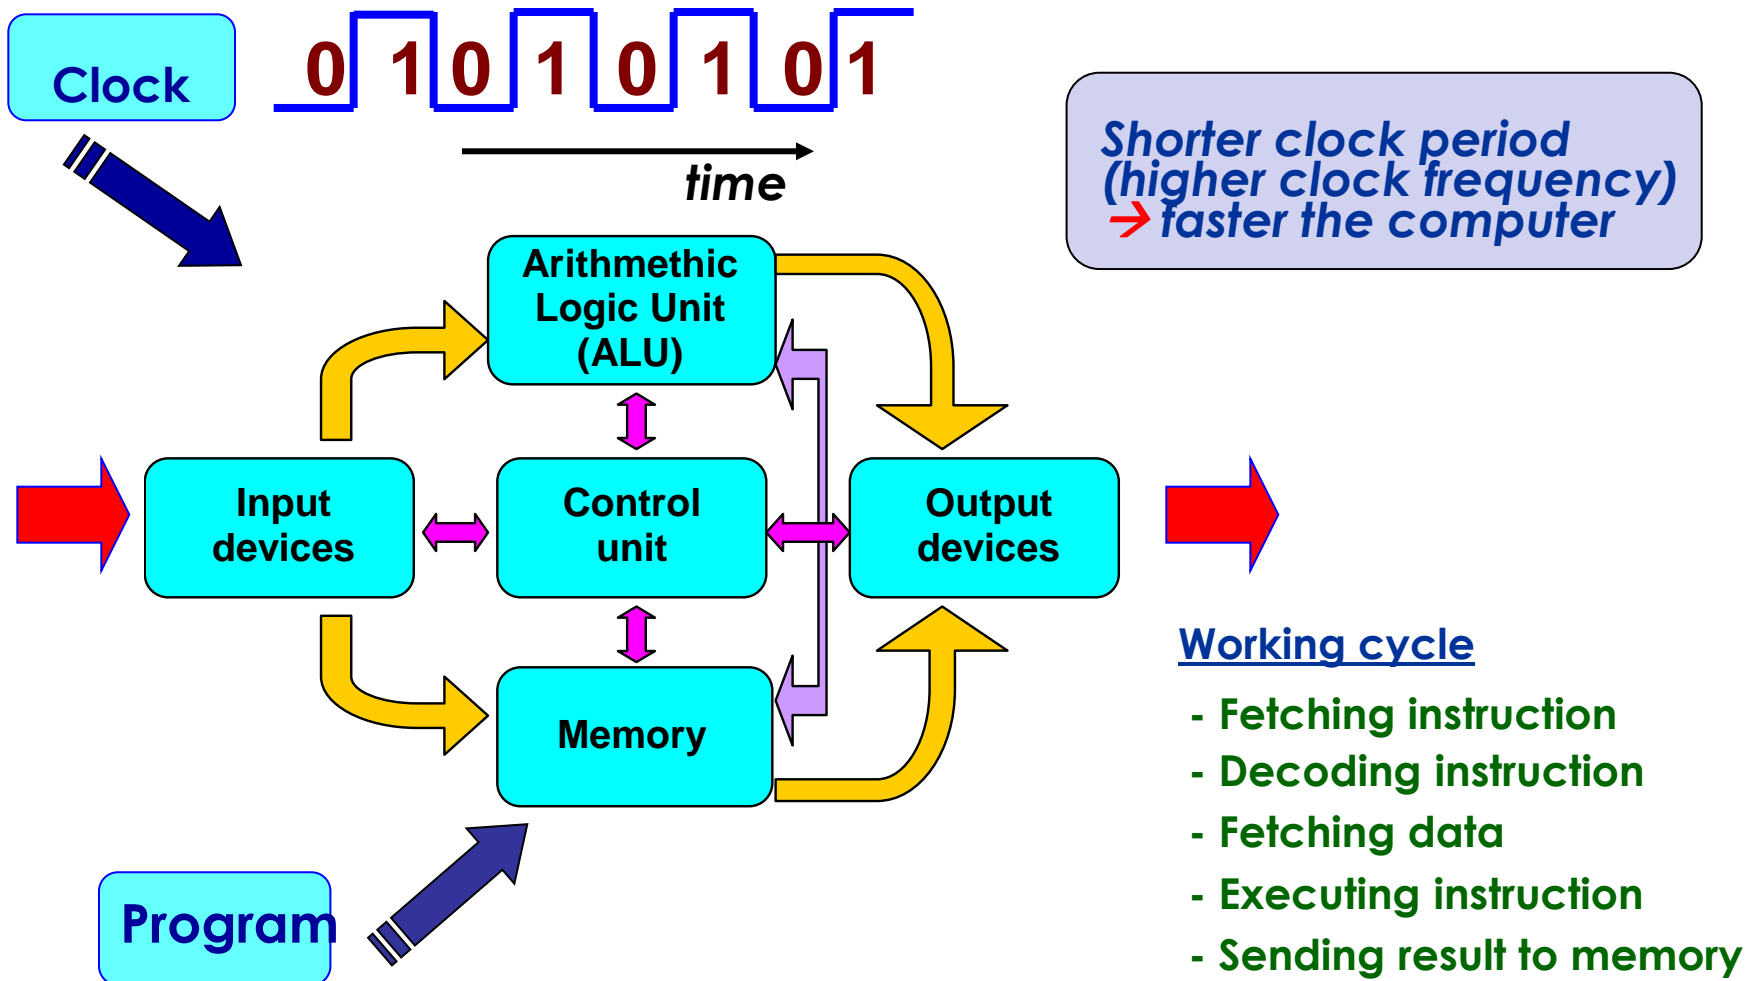 Clock
0 1 0 1 0 1 0 1
time
Shorter clock period
(higher clock frequency)
→ faster the computer
Arithmethic
Logic Unit
(ALU)
Input
devices
Control
unit
Output
devices
Memory
Program
Working cycle
- Fetching instruction
- Decoding instruction
- Fetching data
- Executing instruction
- Sending result to memory